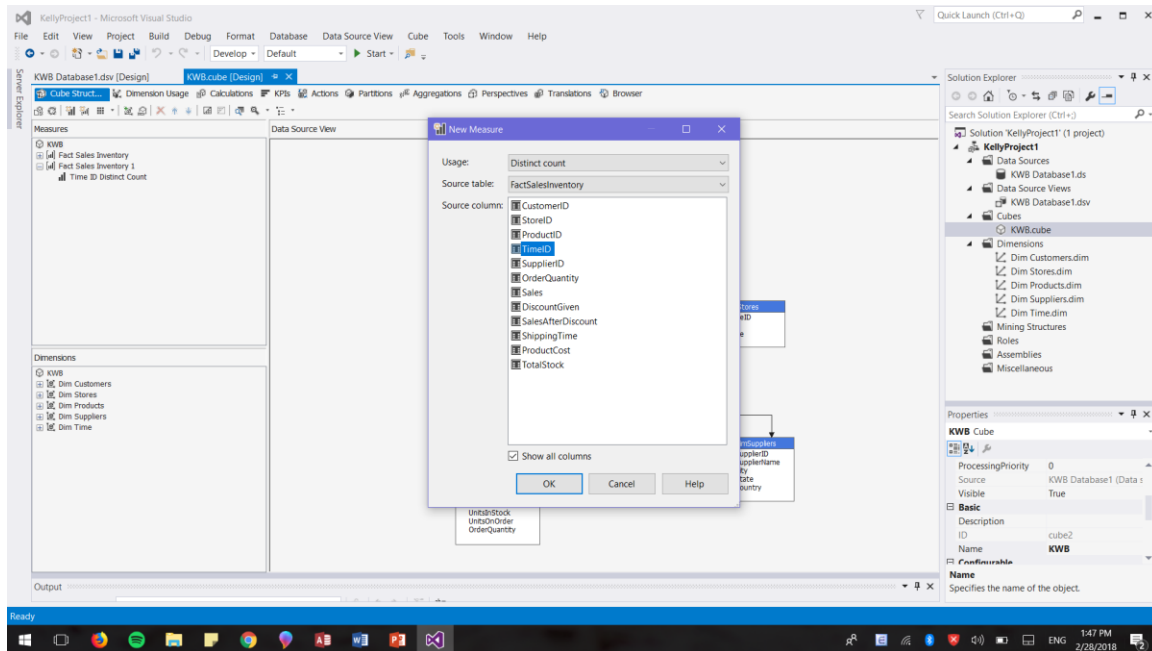 KellyProject1 - Microsoft Visual Studio
Quick Launch (Ctrl+Q)
File Edit View Project Build Debug Format Database Data Source View Cube Tools Window Help
Develop Default Start
Server Explorer
KWB Database1.dsv [Design] KWB.cube [Design]
Cube Struct... Dimension Usage KPIs Calculations Actions Partitions Aggregations Perspectives Translations Browser
Measures
KWB
Fact Sales Inventory
Fact Sales Inventory 1
Time ID Distinct Count
Dimensions
KWB
Dim Customers
Dim Stores
Dim Products
Dim Suppliers
Dim Time
Data Source View
New Measure
Usage: Distinct count
Source table: FactSalesInventory
Source column: CustomerID
StoreID
ProductID
TimeID
SupplierID
OrderQuantity
Sales
DiscountGiven
SalesAfterDiscount
ShippingTime
ProductCost
TotalStock
Show all columns
OK Cancel Help
UnitsInStock
UnitsOnOrder
OrderQuantity
Solution Explorer
Search Solution Explorer (Ctrl+;)
Solution 'KellyProject1' (1 project)
KellyProject1
Data Sources
KWB Database1.ds
Data Source Views
KWB Database1.dsv
Cubes
KWB.cube
Dimensions
Dim Customers.dim
Dim Stores.dim
Dim Products.dim
Dim Suppliers.dim
Dim Time.dim
Mining Structures
Roles
Assemblies
Miscellaneous
Properties
KWB Cube
ProcessingPriority 0
Source KWB Database1 (Data s
Visible True
Basic
Description
ID cube2
Name KWB
Configurable
Name
Specifies the name of the object.
Output
Ready
ENG
1:47 PM
2/28/2018